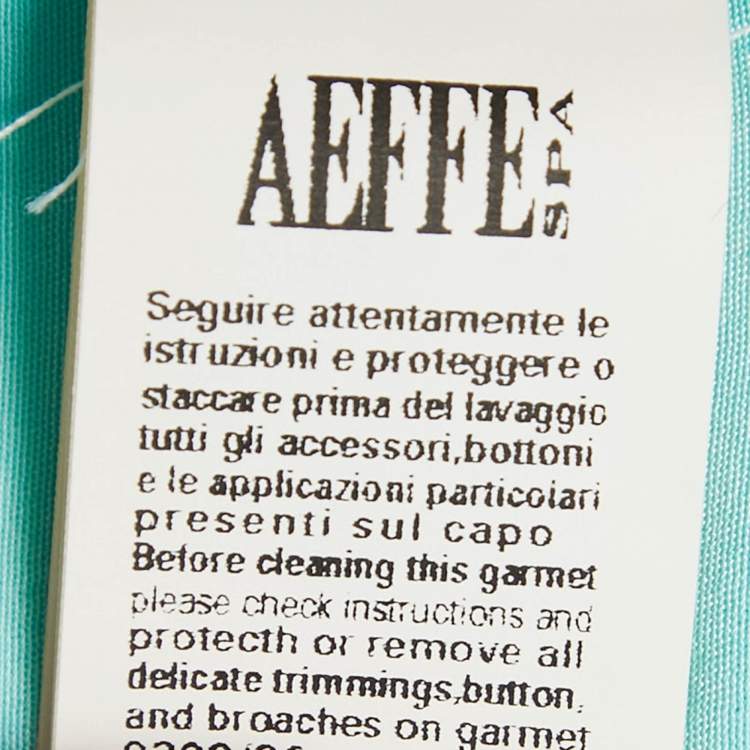 AEFFE SPA
Seguire attentamente le
istruzioni e proteggere o
staccare prima del lavaggio
tutti gli accessori,bottoni
e le applicazioni particolari
presenti sul capo
Before cleaning this garmet
please check instructions and
protecth or remove all
delicate trimmings,button,
and broaches on garmet